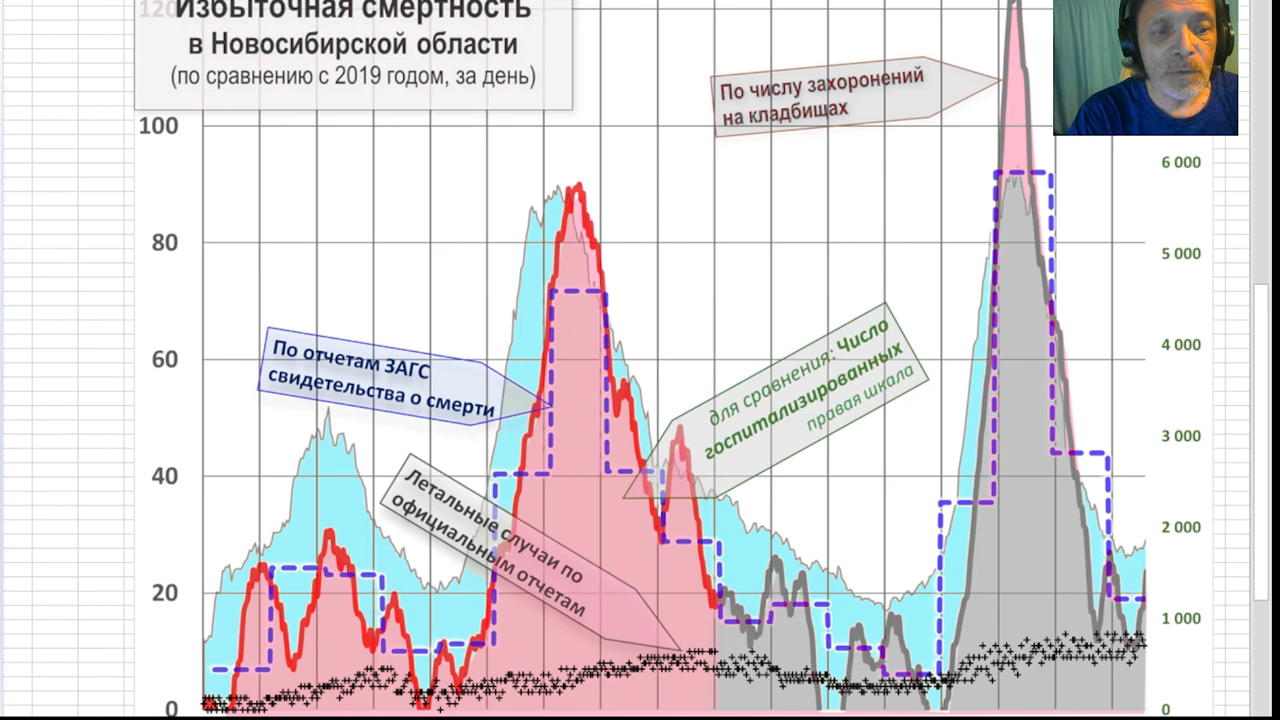 120
Избыточная смертность
в Новосибирской области
(по сравнению с 2019 годом, за день)
По числу захоронений
на кладбищах
100
80
60
40
20
0
6 000
5 000
4 000
3 000
2 000
1 000
0
По отчетам ЗАГС
свидетельства о смерти
для сравнения: Число
госпитализированных
правая шкала
Летальные случаи по
официальным отчетам